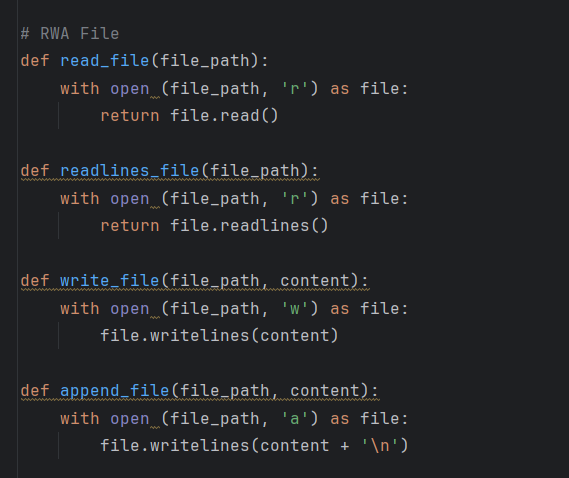 # RWA File
def read_file(file_path):
    with open (file_path, 'r') as file:
        return file.read()
def readlines_file(file_path):
    with open (file_path, 'r') as file:
        return file.readlines()
def write_file(file_path, content):
    with open (file_path, 'w') as file:
        file.writelines(content)
def append_file(file_path, content):
    with open (file_path, 'a') as file:
        file.writelines(content + '\n')